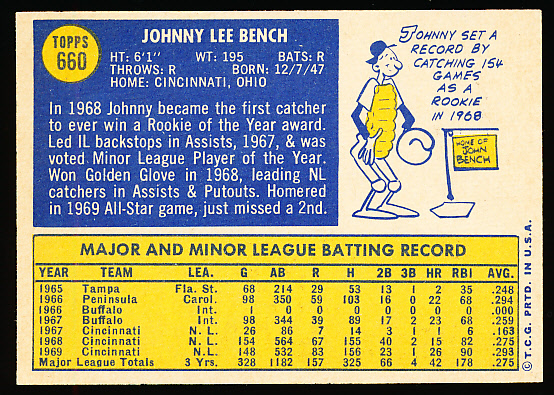 TOPPS
660
JOHNNY LEE BENCH
HT: 6'1" WT: 195 BATS: R
THROWS: R BORN: 12/7/47
HOME: CINCINNATI, OHIO
In 1968 Johnny became the first catcher
to ever win a Rookie of the Year award.
Led IL backstops in Assists, 1967, & was
voted Minor League Player of the Year.
Won Golden Glove in 1968, leading NL
catchers in Assists & Putouts. Homered
in 1969 All-Star game, just missed a 2nd.
JOHNNY SET A
RECORD BY
CATCHING 154
GAMES
AS A
ROOKIE
IN 1968
HOME OF
JOHN
BENCH
MAJOR AND MINOR LEAGUE BATTING RECORD
YEAR TEAM LEA. G AB R H 2B 3B HR RBI AVG.
1965 Tampa Fla. St. 68 214 29 53 13 1 2 35 .248
1966 Peninsula Carol. 98 350 59 103 16 0 22 68 .294
1966 Buffalo Int. 1 0 0 0 0 0 0 0 .000
1967 Buffalo Int. 98 344 39 89 17 2 23 68 .259
1967 Cincinnati N. L. 26 86 7 14 3 1 1 6 .163
1968 Cincinnati N. L. 154 564 67 155 40 2 15 82 .275
1969 Cincinnati N. L. 148 532 83 156 23 1 26 90 .293
Major League Totals 3 Yrs. 328 1182 157 325 66 4 42 178 .275
© T.C.G. PRTD. IN U.S.A.